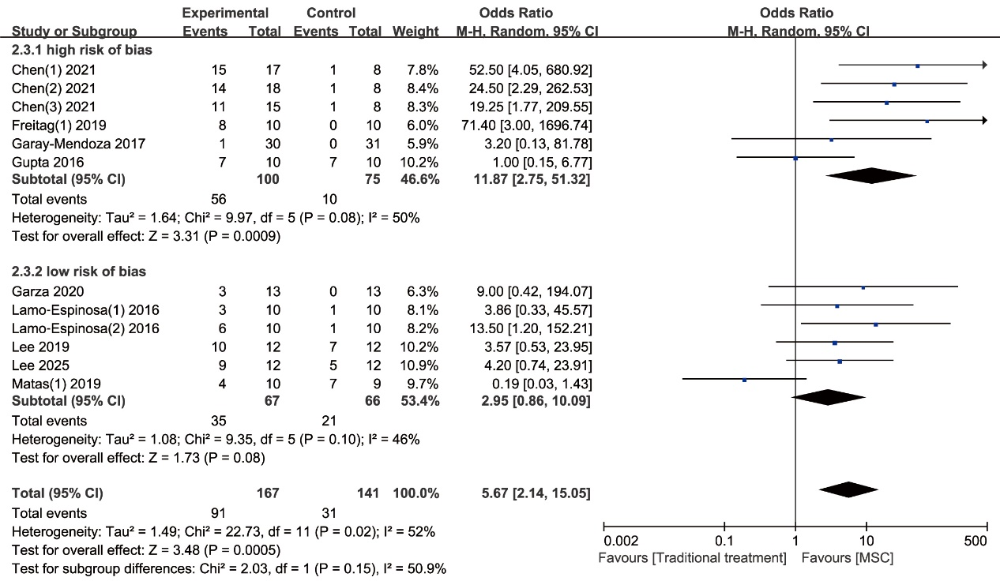 Experimental Control Odds Ratio Odds Ratio
Study or Subgroup Events Total Events Total Weight M-H, Random, 95% CI M-H, Random, 95% CI
2.3.1 high risk of bias
Chen(1) 2021 15 17 1 8 7.8% 52.50 [4.05, 680.92]
Chen(2) 2021 14 18 1 8 8.4% 24.50 [2.29, 262.53]
Chen(3) 2021 11 15 1 8 8.3% 19.25 [1.77, 209.55]
Freitag(1) 2019 8 10 0 10 6.0% 71.40 [3.00, 1696.74]
Garay-Mendoza 2017 1 30 0 31 5.9% 3.20 [0.13, 81.78]
Gupta 2016 7 10 7 10 10.2% 1.00 [0.15, 6.77]
Subtotal (95% CI) 100 75 46.6% 11.87 [2.75, 51.32]
Total events 56 10
Heterogeneity: Tau² = 1.64; Chi² = 9.97, df = 5 (P = 0.08); I² = 50%
Test for overall effect: Z = 3.31 (P = 0.0009)
2.3.2 low risk of bias
Garza 2020 3 13 0 13 6.3% 9.00 [0.42, 194.07]
Lamo-Espinosa(1) 2016 3 10 1 10 8.1% 3.86 [0.33, 45.57]
Lamo-Espinosa(2) 2016 6 10 1 10 8.2% 13.50 [1.20, 152.21]
Lee 2019 10 12 7 12 10.2% 3.57 [0.53, 23.95]
Lee 2025 9 12 5 12 10.9% 4.20 [0.74, 23.91]
Matas(1) 2019 4 10 7 9 9.7% 0.19 [0.03, 1.43]
Subtotal (95% CI) 67 66 53.4% 2.95 [0.86, 10.09]
Total events 35 21
Heterogeneity: Tau² = 1.08; Chi² = 9.35, df = 5 (P = 0.10); I² = 46%
Test for overall effect: Z = 1.73 (P = 0.08)
Total (95% CI) 167 141 100.0% 5.67 [2.14, 15.05]
Total events 91 31
Heterogeneity: Tau² = 1.49; Chi² = 22.73, df = 11 (P = 0.02); I² = 52%
Test for overall effect: Z = 3.48 (P = 0.0005)
Test for subgroup differences: Chi² = 2.03, df = 1 (P = 0.15), I² = 50.9%
0.002 0.1 1 10 500
Favours [Traditional treatment] Favours [MSC]